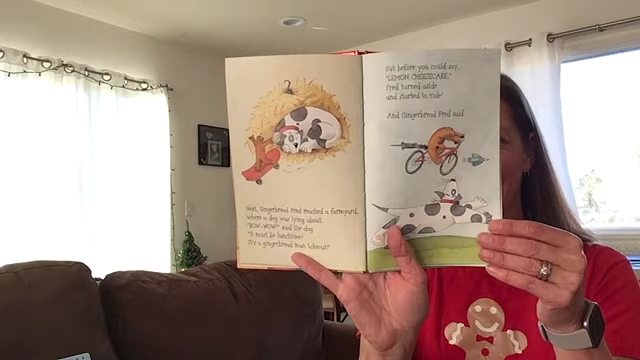 Next, Gingerbread Fred reached a farmyard,
where a dog was lying about.
"BOW-WOW!" said the dog.
"It must be lunchtime!
It's a gingerbread man takeout!"
But before you could say,
"LEMON CHEESECAKE,"
Fred turned aside
and started to ride!
And Gingerbread Fred said